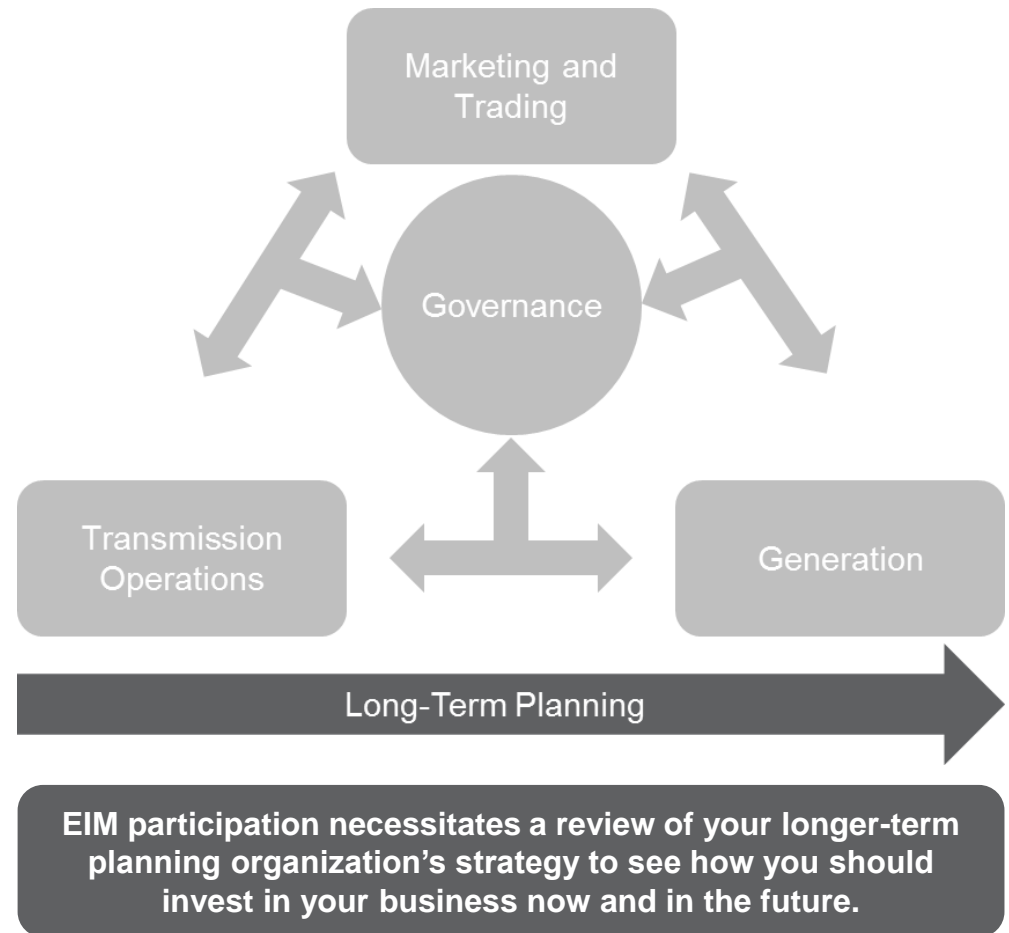 Marketing and
Trading
Governance
Transmission
Operations
Generation
Long-Term Planning
EIM participation necessitates a review of your longer-term
planning organization’s strategy to see how you should
invest in your business now and in the future.